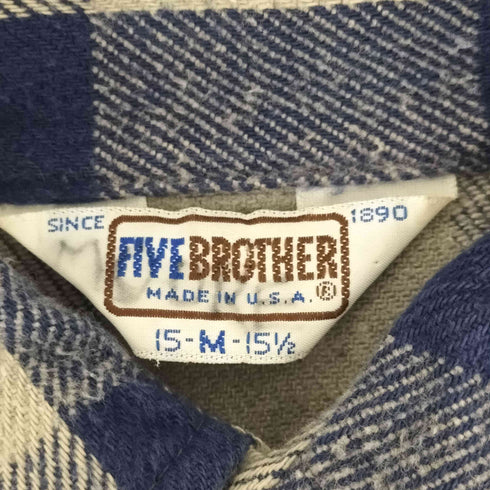 SINCE 1890
FIVE BROTHER
MADE IN U.S.A. ®
15-M-15½